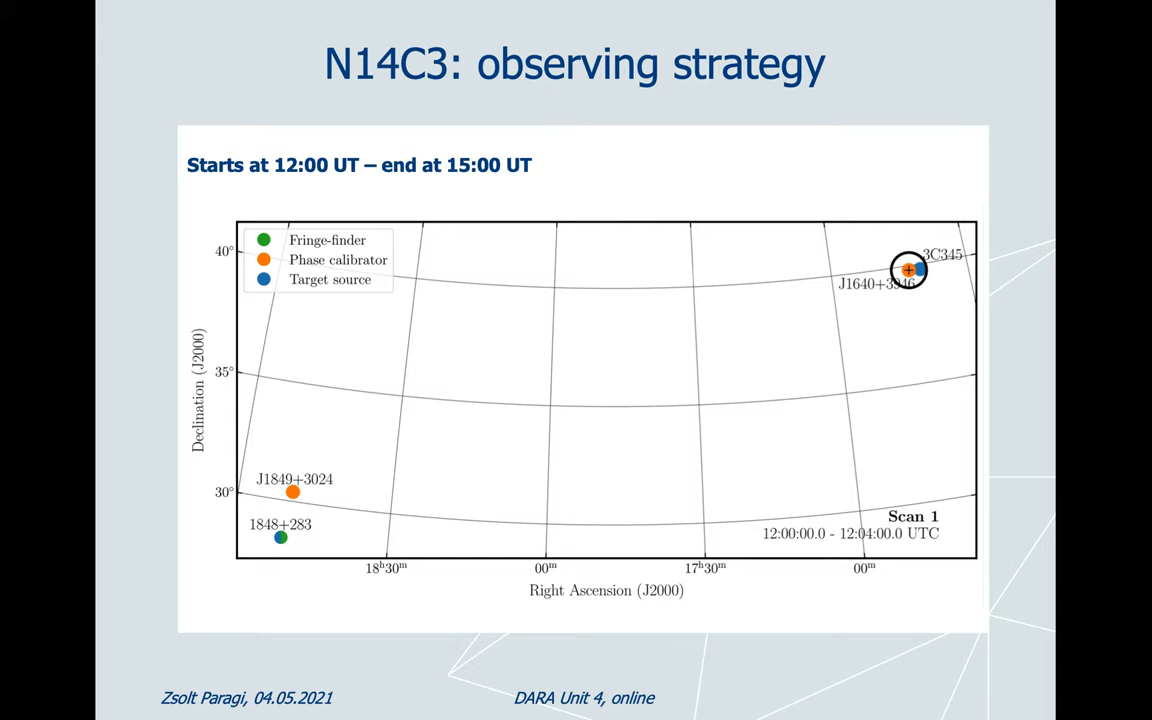 N14C3: observing strategy
Starts at 12:00 UT – end at 15:00 UT
Fringe-finder
Phase calibrator
Target source
40°
35°
30°
Declination (J2000)
3C345
J1640+3946
J1849+3024
1848+283
Scan 1
12:00:00.0 - 12:04:00.0 UTC
18ʰ30ᵐ
00ᵐ
17ʰ30ᵐ
00ᵐ
Right Ascension (J2000)
Zsolt Paragi, 04.05.2021
DARA Unit 4, online